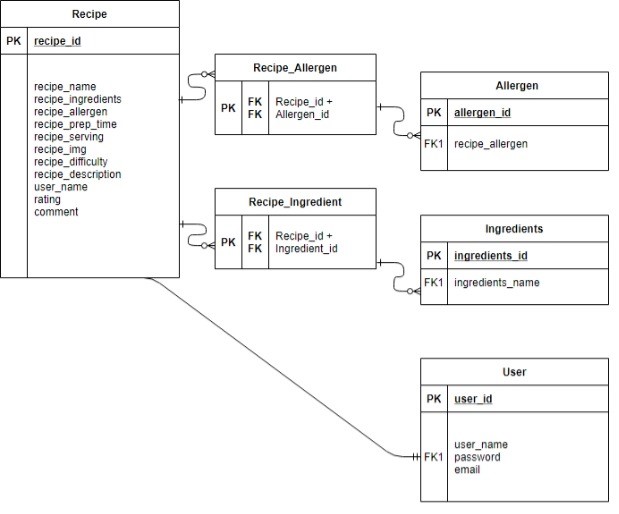 Recipe
PK recipe_id
recipe_name
recipe_ingredients
recipe_allergen
recipe_prep_time
recipe_serving
recipe_img
recipe_difficulty
recipe_description
user_name
rating
comment
Recipe_Allergen
PK FK Recipe_id +
FK Allergen_id
Allergen
PK allergen_id
FK1 recipe_allergen
Recipe_Ingredient
PK FK Recipe_id +
FK Ingredient_id
Ingredients
PK ingredients_id
FK1 ingredients_name
User
PK user_id
user_name
FK1 password
email